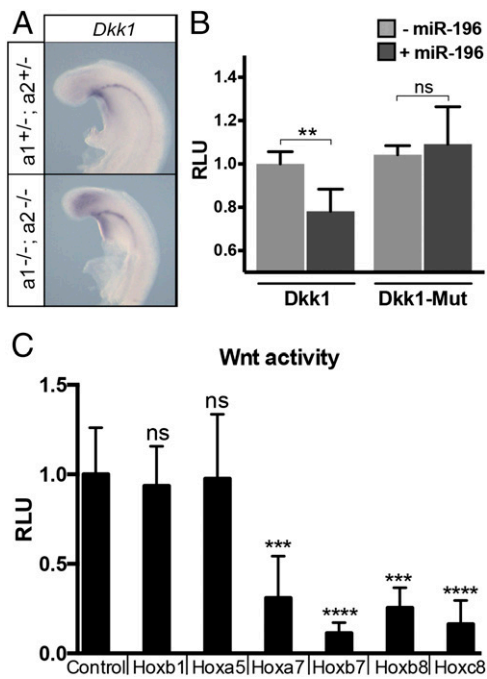 A
Dkk1
a1+/-; a2+/-
a1-/-; a2-/-
B
- miR-196
+ miR-196
RLU
1.4
1.2
1.0
0.8
0.6
**
ns
Dkk1
Dkk1-Mut
C
Wnt activity
RLU
1.5
1.0
0.5
0.0
ns
ns
***
****
***
****
Control Hoxb1 Hoxa5 Hoxa7 Hoxb7 Hoxb8 Hoxc8